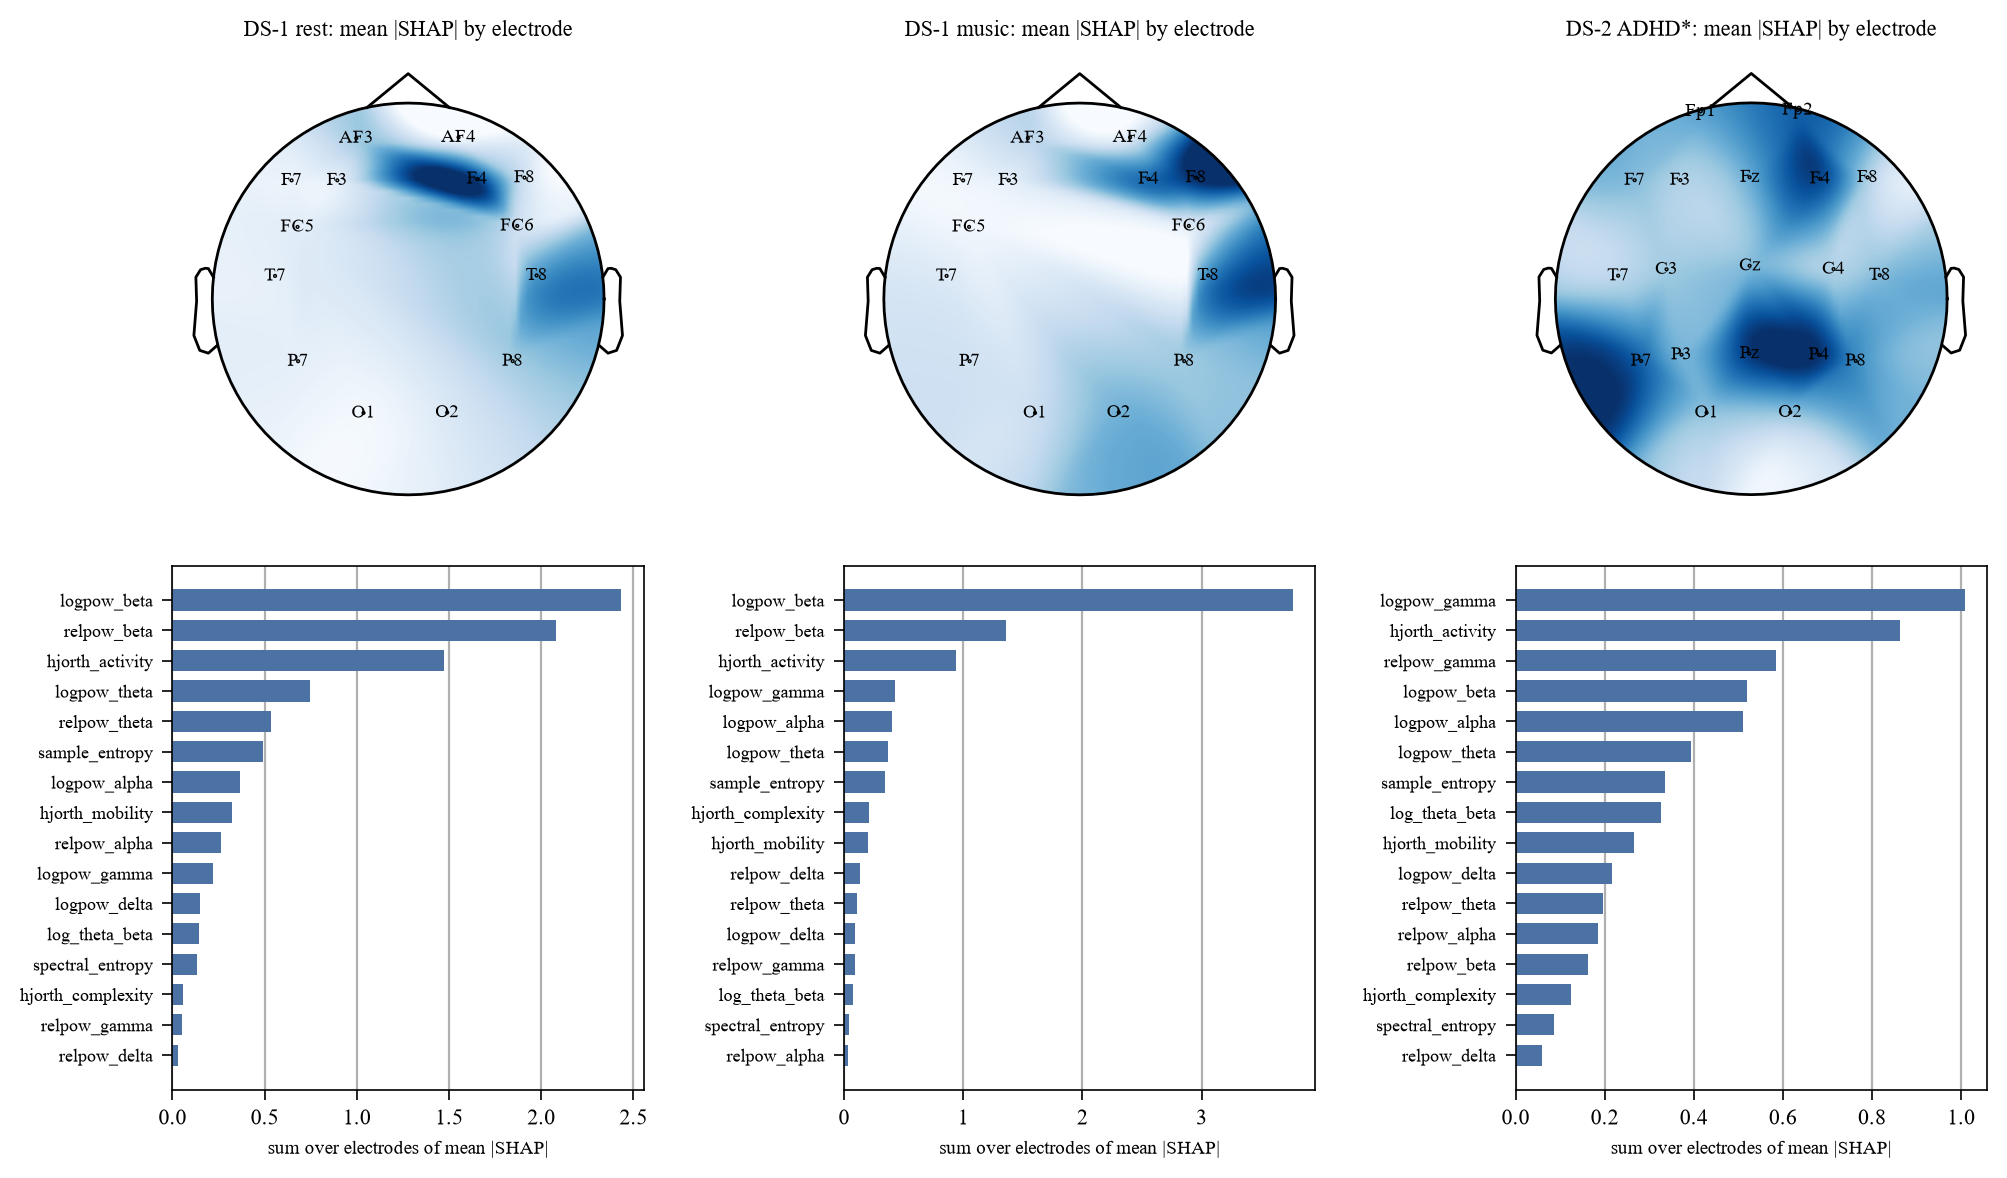 DS-1 rest: mean |SHAP| by electrode
AF3 AF4
F7 F3 F4 F8
FC5 FC6
T7 T8
P7 P8
O1 O2
DS-1 music: mean |SHAP| by electrode
AF3 AF4
F7 F3 F4 F8
FC5 FC6
T7 T8
P7 P8
O1 O2
DS-2 ADHD*: mean |SHAP| by electrode
Fp1 Fp2
F7 F3 Fz F4 F8
T7 C3 Cz C4 T8
P7 P3 Pz P4 P8
O1 O2
logpow_beta
relpow_beta
hjorth_activity
logpow_theta
relpow_theta
sample_entropy
logpow_alpha
hjorth_mobility
relpow_alpha
logpow_gamma
logpow_delta
log_theta_beta
spectral_entropy
hjorth_complexity
relpow_gamma
relpow_delta
0.0 0.5 1.0 1.5 2.0 2.5
sum over electrodes of mean |SHAP|
logpow_beta
relpow_beta
hjorth_activity
logpow_gamma
logpow_alpha
logpow_theta
sample_entropy
hjorth_complexity
hjorth_mobility
relpow_delta
relpow_theta
logpow_delta
relpow_gamma
log_theta_beta
spectral_entropy
relpow_alpha
0 1 2 3
sum over electrodes of mean |SHAP|
logpow_gamma
hjorth_activity
relpow_gamma
logpow_beta
logpow_alpha
logpow_theta
sample_entropy
log_theta_beta
hjorth_mobility
logpow_delta
relpow_theta
relpow_alpha
relpow_beta
hjorth_complexity
spectral_entropy
relpow_delta
0.0 0.2 0.4 0.6 0.8 1.0
sum over electrodes of mean |SHAP|